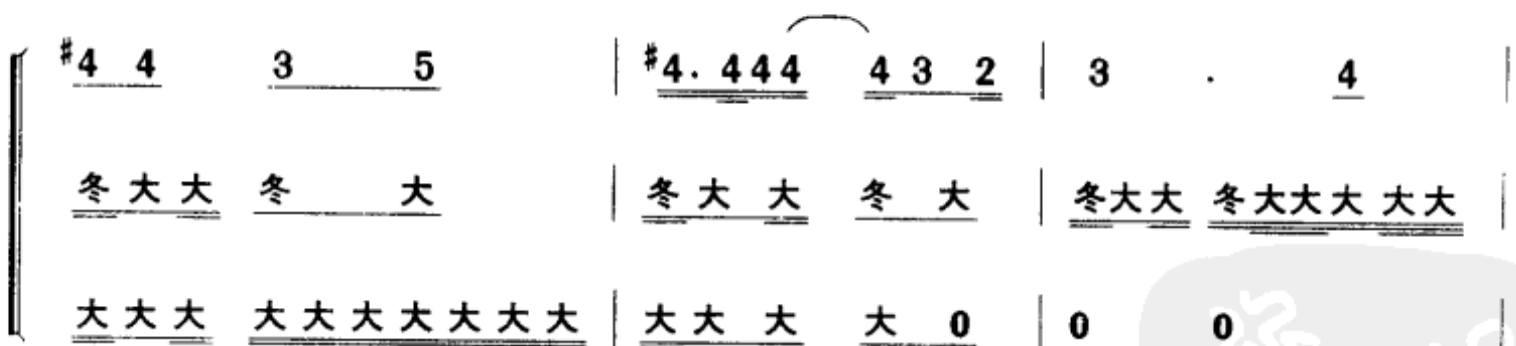 #4 4 3 5 | #4. 444 4 3 2 | 3 . 4 |
冬 大 大 冬 大 | 冬 大 大 冬 大 | 冬大大 冬大大大 大大 |
大 大 大 大 大 大 大 大 大 大 | 大 大 大 大 0 | 0 0 |